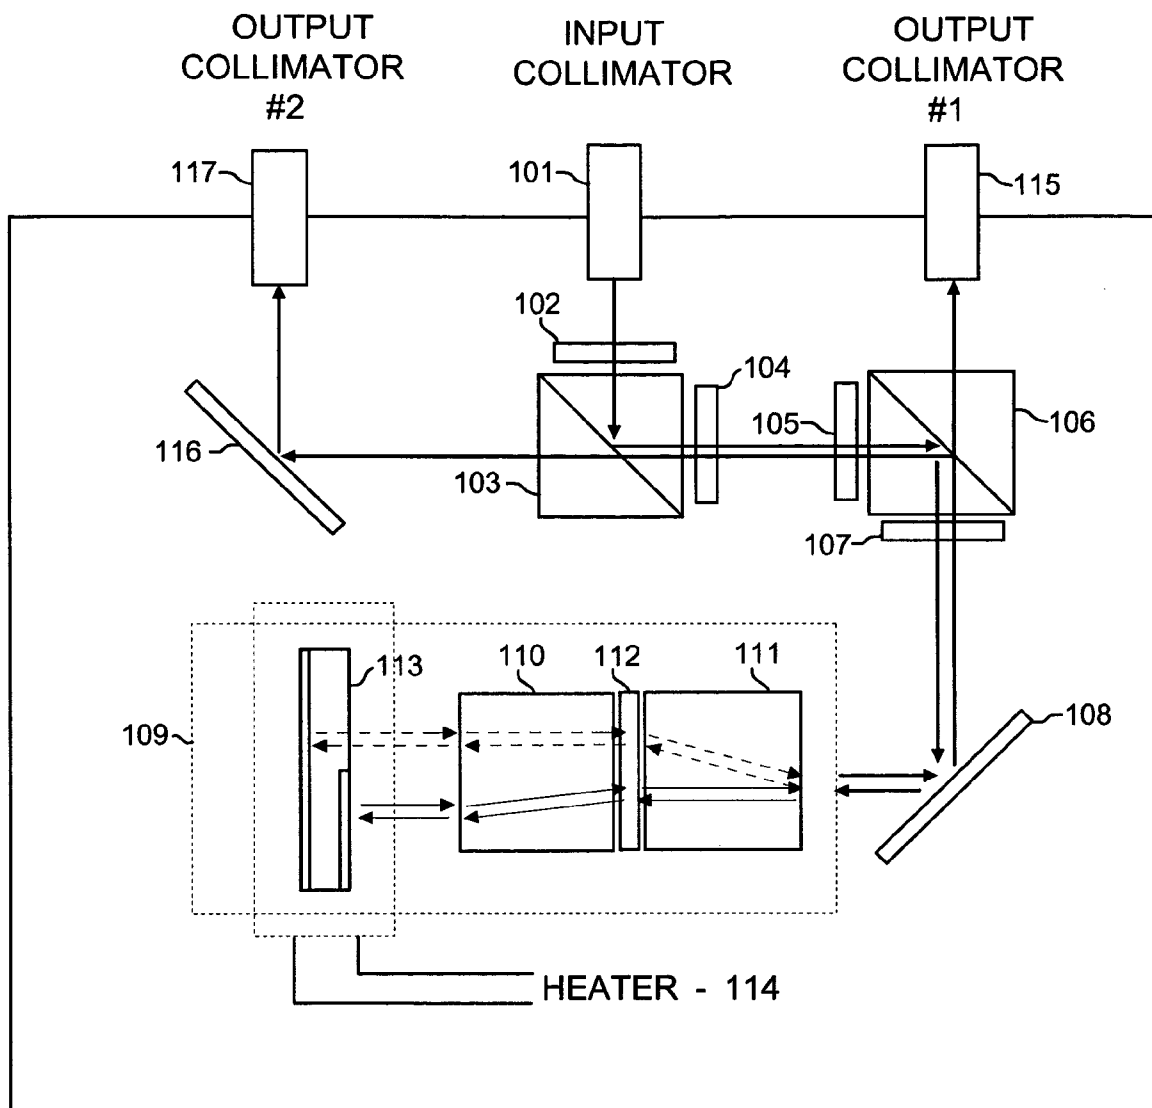 OUTPUT
COLLIMATOR
#2
INPUT
COLLIMATOR
OUTPUT
COLLIMATOR
#1
117
101
115
102
104
105
106
116
103
107
113
110
112
111
108
109
HEATER - 114